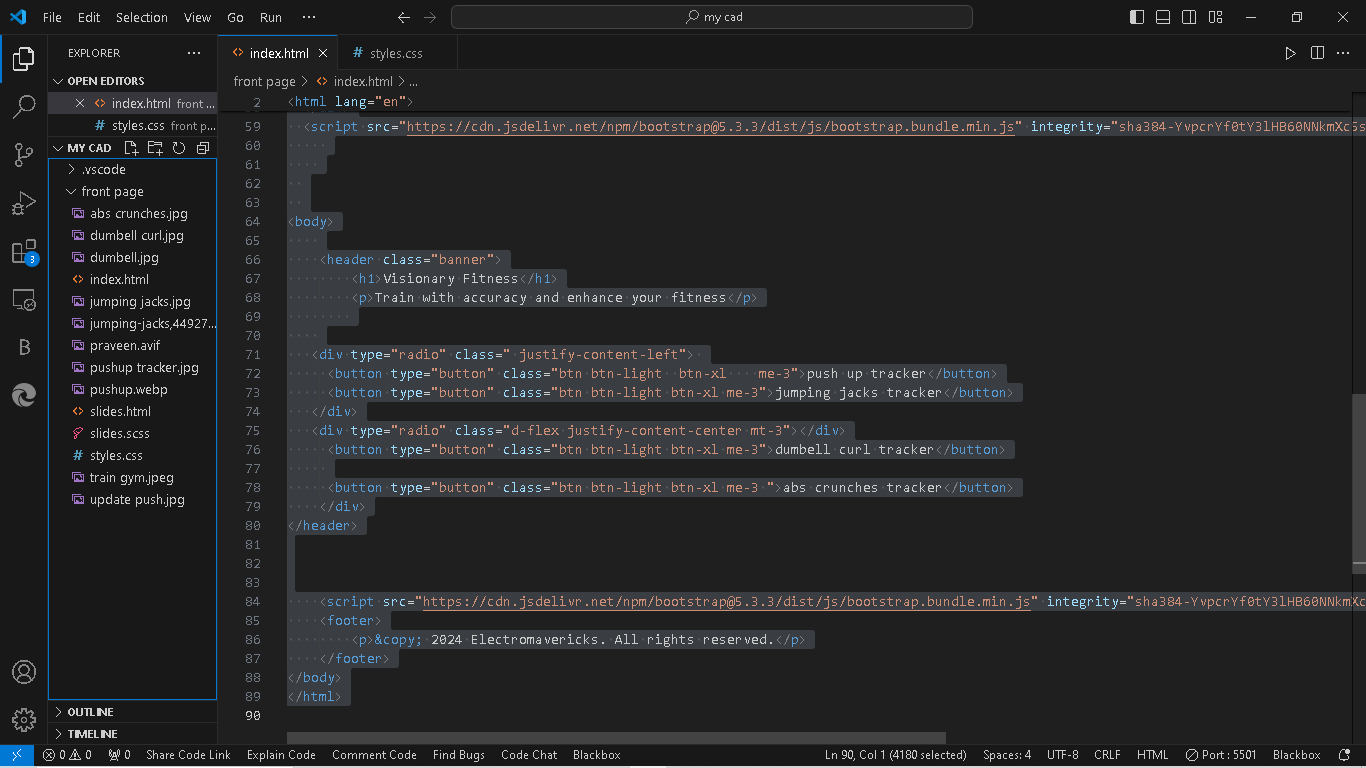 File Edit Selection View Go Run ··· my cad
EXPLORER ···
index.html
styles.css
OPEN EDITORS
index.html front ...
styles.css front p...
MY CAD
.vscode
front page
abs crunches.jpg
dumbell curl.jpg
dumbell.jpg
index.html
jumping jacks.jpg
jumping-jacks,44927...
praveen.avif
pushup tracker.jpg
pushup.webp
slides.html
slides.scss
styles.css
train gym.jpeg
update push.jpg
OUTLINE
TIMELINE
front page > index.html > ...
2 <html lang="en">
59 <script src="https://cdn.jsdelivr.net/npm/bootstrap@5.3.3/dist/js/bootstrap.bundle.min.js" integrity="sha384-YvpcrYf0tY3lHB60NNkmXc5s
60
61
62
63
64 <body>
65
66 <header class="banner">
67 <h1>Visionary Fitness</h1>
68 <p>Train with accuracy and enhance your fitness</p>
69
70
71 <div type="radio" class=" justify-content-left">
72 <button type="button" class="btn btn-light  btn-xl    me-3">push up tracker</button>
73 <button type="button" class="btn btn-light btn-xl me-3">jumping jacks tracker</button>
74 </div>
75 <div type="radio" class="d-flex justify-content-center mt-3"></div>
76 <button type="button" class="btn btn-light btn-xl me-3">dumbell curl tracker</button>
77
78 <button type="button" class="btn btn-light btn-xl me-3 ">abs crunches tracker</button>
79 </div>
80 </header>
81
82
83
84 <script src="https://cdn.jsdelivr.net/npm/bootstrap@5.3.3/dist/js/bootstrap.bundle.min.js" integrity="sha384-YvpcrYf0tY3lHB60NNkmXc
85 <footer>
86 <p>&copy; 2024 Electromavericks. All rights reserved.</p>
87 </footer>
88 </body>
89 </html>
90
3
B
0 0 0 Share Code Link Explain Code Comment Code Find Bugs Code Chat Blackbox Ln 90, Col 1 (4180 selected) Spaces: 4 UTF-8 CRLF HTML Port : 5501 Blackbox